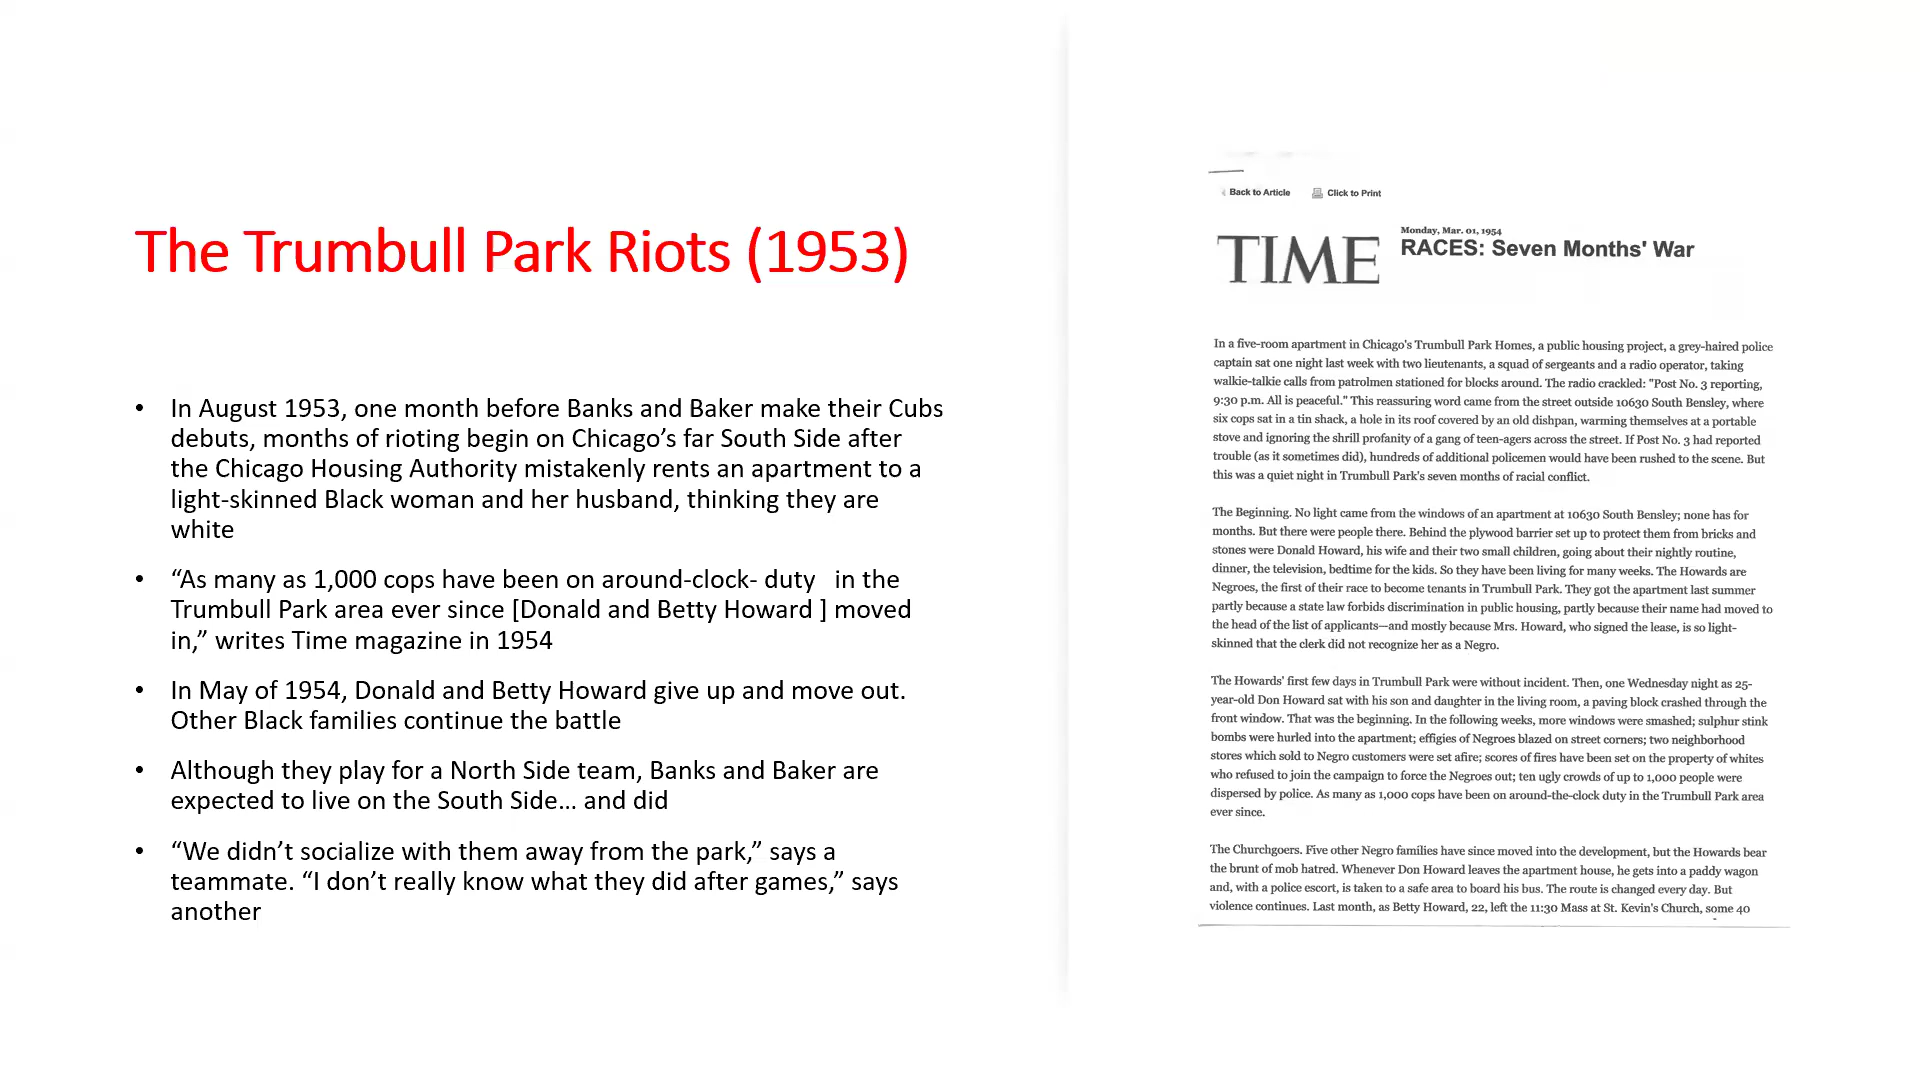 The Trumbull Park Riots (1953)
• In August 1953, one month before Banks and Baker make their Cubs
debuts, months of rioting begin on Chicago’s far South Side after
the Chicago Housing Authority mistakenly rents an apartment to a
light-skinned Black woman and her husband, thinking they are
white
• “As many as 1,000 cops have been on around-clock- duty   in the
Trumbull Park area ever since [Donald and Betty Howard ] moved
in,” writes Time magazine in 1954
• In May of 1954, Donald and Betty Howard give up and move out.
Other Black families continue the battle
• Although they play for a North Side team, Banks and Baker are
expected to live on the South Side… and did
• “We didn’t socialize with them away from the park,” says a
teammate. “I don’t really know what they did after games,” says
another
Back to Article Click to Print
TIME
Monday, Mar. 01, 1954
RACES: Seven Months' War
In a five-room apartment in Chicago's Trumbull Park Homes, a public housing project, a grey-haired police
captain sat one night last week with two lieutenants, a squad of sergeants and a radio operator, taking
walkie-talkie calls from patrolmen stationed for blocks around. The radio crackled: "Post No. 3 reporting,
9:30 p.m. All is peaceful." This reassuring word came from the street outside 10630 South Bensley, where
six cops sat in a tin shack, a hole in its roof covered by an old dishpan, warming themselves at a portable
stove and ignoring the shrill profanity of a gang of teen-agers across the street. If Post No. 3 had reported
trouble (as it sometimes did), hundreds of additional policemen would have been rushed to the scene. But
this was a quiet night in Trumbull Park's seven months of racial conflict.
The Beginning. No light came from the windows of an apartment at 10630 South Bensley; none has for
months. But there were people there. Behind the plywood barrier set up to protect them from bricks and
stones were Donald Howard, his wife and their two small children, going about their nightly routine,
dinner, the television, bedtime for the kids. So they have been living for many weeks. The Howards are
Negroes, the first of their race to become tenants in Trumbull Park. They got the apartment last summer
partly because a state law forbids discrimination in public housing, partly because their name had moved to
the head of the list of applicants—and mostly because Mrs. Howard, who signed the lease, is so light-
skinned that the clerk did not recognize her as a Negro.
The Howards' first few days in Trumbull Park were without incident. Then, one Wednesday night as 25-
year-old Don Howard sat with his son and daughter in the living room, a paving block crashed through the
front window. That was the beginning. In the following weeks, more windows were smashed; sulphur stink
bombs were hurled into the apartment; effigies of Negroes blazed on street corners; two neighborhood
stores which sold to Negro customers were set afire; scores of fires have been set on the property of whites
who refused to join the campaign to force the Negroes out; ten ugly crowds of up to 1,000 people were
dispersed by police. As many as 1,000 cops have been on around-the-clock duty in the Trumbull Park area
ever since.
The Churchgoers. Five other Negro families have since moved into the development, but the Howards bear
the brunt of mob hatred. Whenever Don Howard leaves the apartment house, he gets into a paddy wagon
and, with a police escort, is taken to a safe area to board his bus. The route is changed every day. But
violence continues. Last month, as Betty Howard, 22, left the 11:30 Mass at St. Kevin's Church, some 40